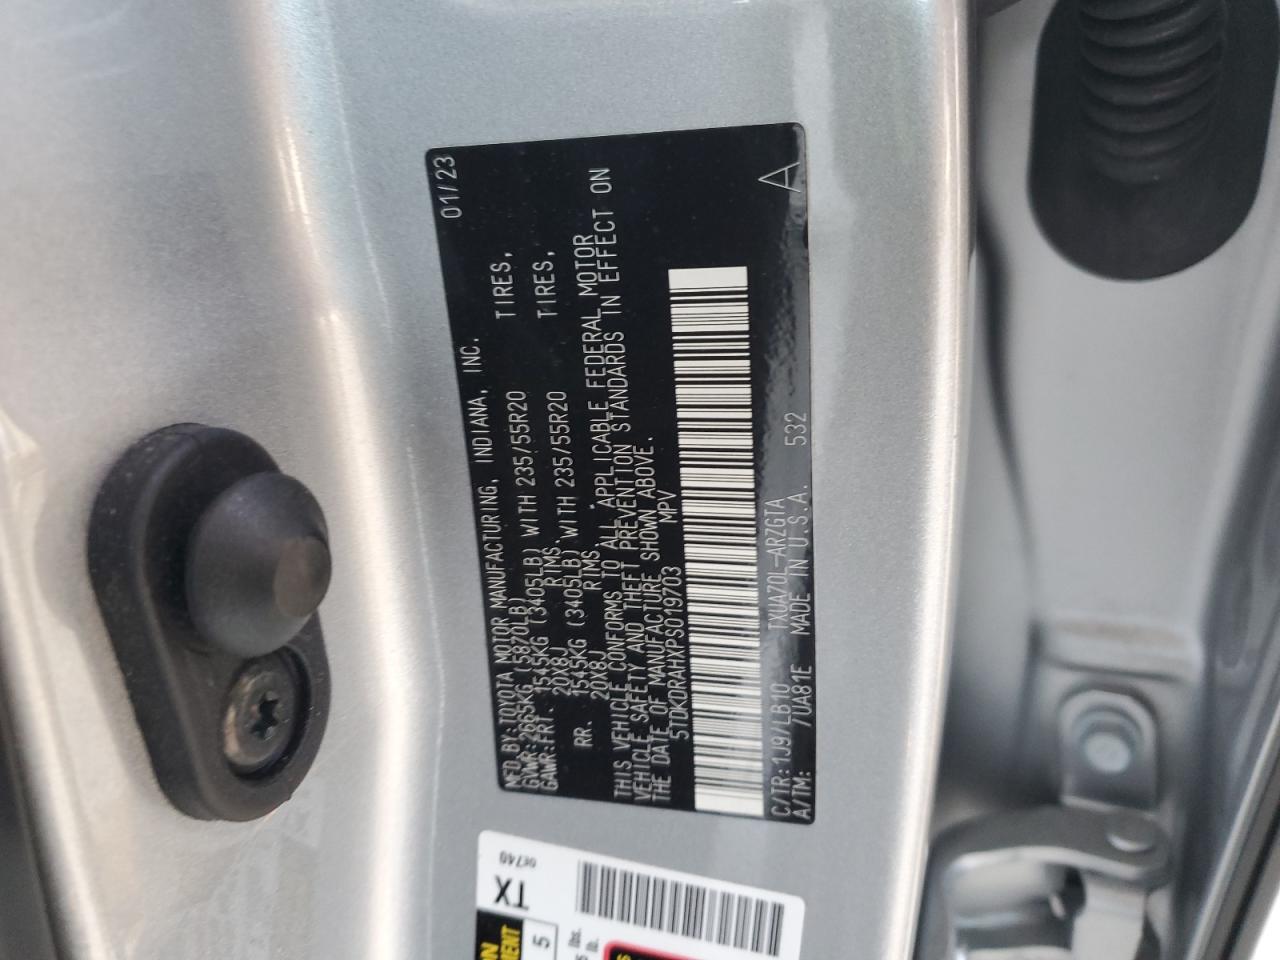 MFD.BY:TOYOTA MOTOR MANUFACTURING, INDIANA, INC. 01/23
GVWR:2665KG ( 5870LB)
GAWR:FRT. 1545KG (3405LB) WITH 235/55R20 TIRES,
20X8J RIMS,
RR. 1545KG (3405LB) WITH 235/55R20 TIRES,
20X8J RIMS.
THIS VEHICLE CONFORMS TO ALL APPLICABLE FEDERAL MOTOR
VEHICLE SAFETY AND THEFT PREVENTION STANDARDS IN EFFECT ON
THE DATE OF MANUFACTURE SHOWN ABOVE.
5TDKDRAHXPS019703 MPV
C/TR:1J9/LB10 TXUA70L-ARZGTA A
A/TM: /UA81E MADE IN U.S.A. 532
TX
5
lbs.